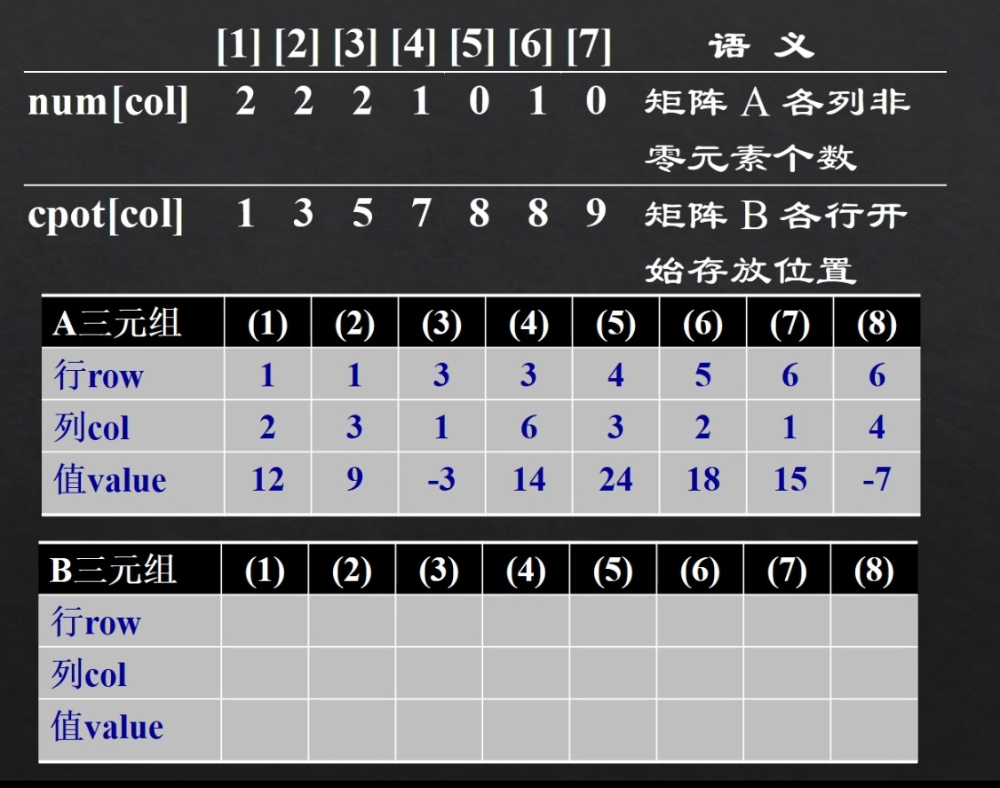 [1] [2] [3] [4] [5] [6] [7] 语 义
num[col] 2 2 2 1 0 1 0 矩阵 A 各列非
零元素个数
cpot[col] 1 3 5 7 8 8 9 矩阵 B 各行开
始存放位置
A三元组 (1) (2) (3) (4) (5) (6) (7) (8)
行row 1 1 3 3 4 5 6 6
列col 2 3 1 6 3 2 1 4
值value 12 9 -3 14 24 18 15 -7
B三元组 (1) (2) (3) (4) (5) (6) (7) (8)
行row
列col
值value